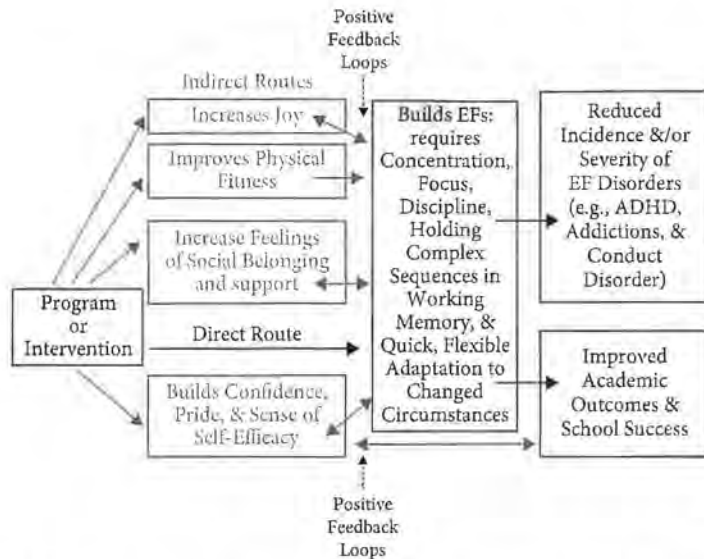 Positive
Feedback
Loops
Indirect Routes
Increases Joy
Improves Physical
Fitness
Increase Feelings
of Social Belonging
and support
Program
or
Intervention
Direct Route
Builds Confidence,
Pride, & Sense of
Self-Efficacy
Builds EFs:
requires
Concentration,
Focus,
Discipline,
Holding
Complex
Sequences in
Working
Memory, &
Quick, Flexible
Adaptation to
Changed
Circumstances
Reduced
Incidence &/or
Severity of
EF Disorders
(e.g., ADHD,
Addictions, &
Conduct
Disorder)
Improved
Academic
Outcomes &
School Success
Positive
Feedback
Loops